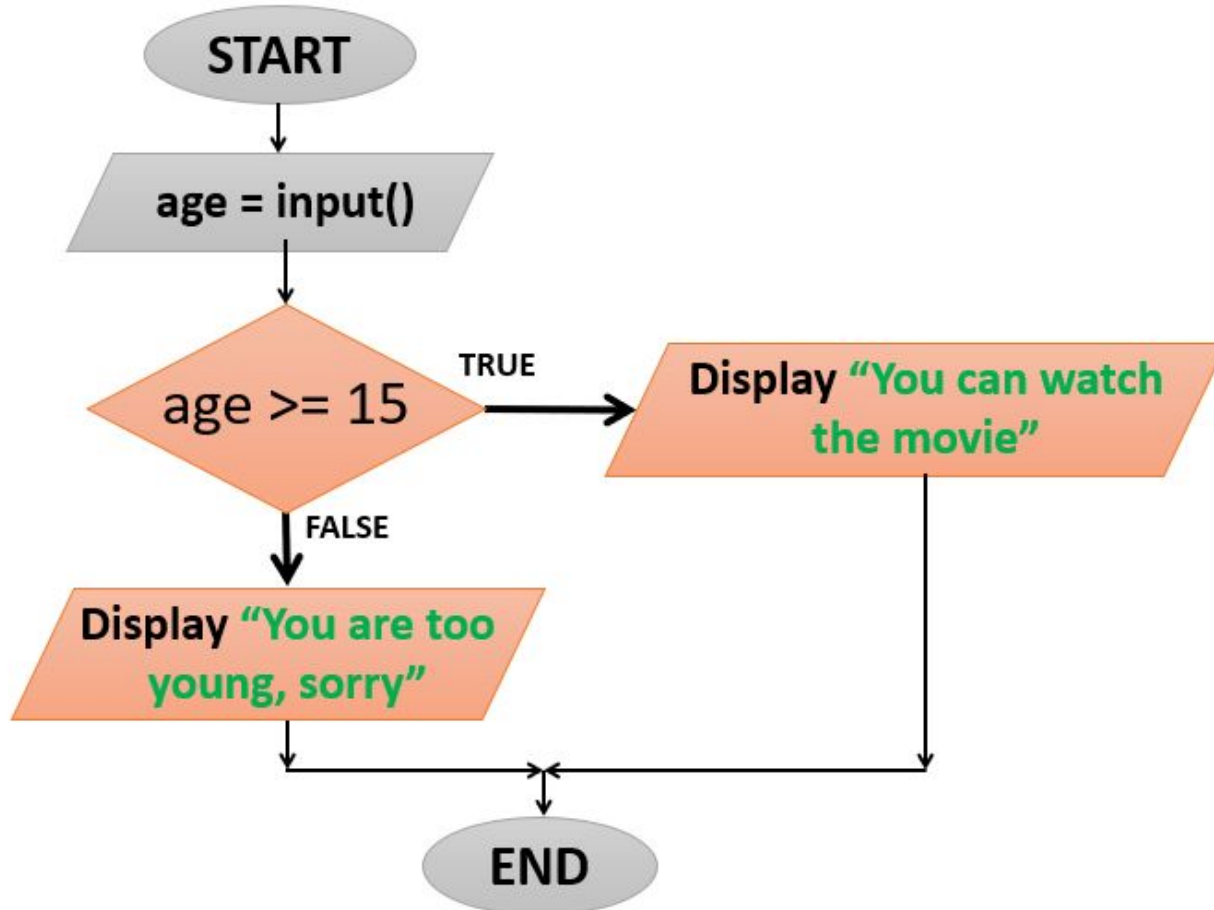 START
age = input()
age >= 15
TRUE
Display “You can watch
the movie”
FALSE
Display “You are too
young, sorry”
END